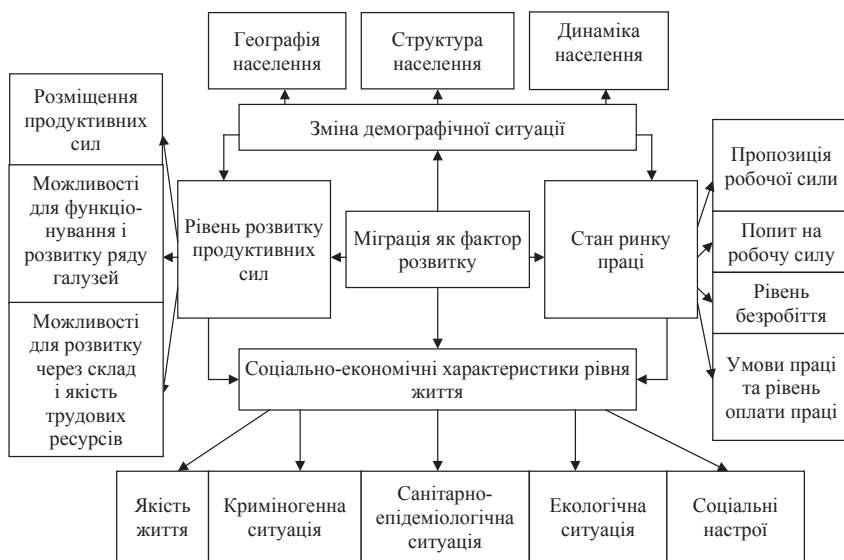 Географія
населення
Структура
населення
Динаміка
населення
Зміна демографічної ситуації
Розміщення
продуктивних
сил
Можливості
для функціо-
нування і
розвитку ряду
галузей
Можливості
для розвитку
через склад
і якість
трудових
ресурсів
Рівень розвитку
продуктивних
сил
Міграція як фактор
розвитку
Стан ринку
праці
Пропозиція
робочої сили
Попит на
робочу силу
Рівень
безробіття
Умови праці
та рівень
оплати праці
Соціально-економічні характеристики рівня
життя
Якість
життя
Криміногенна
ситуація
Санітарно-
епідеміологічна
ситуація
Екологічна
ситуація
Соціальні
настрої